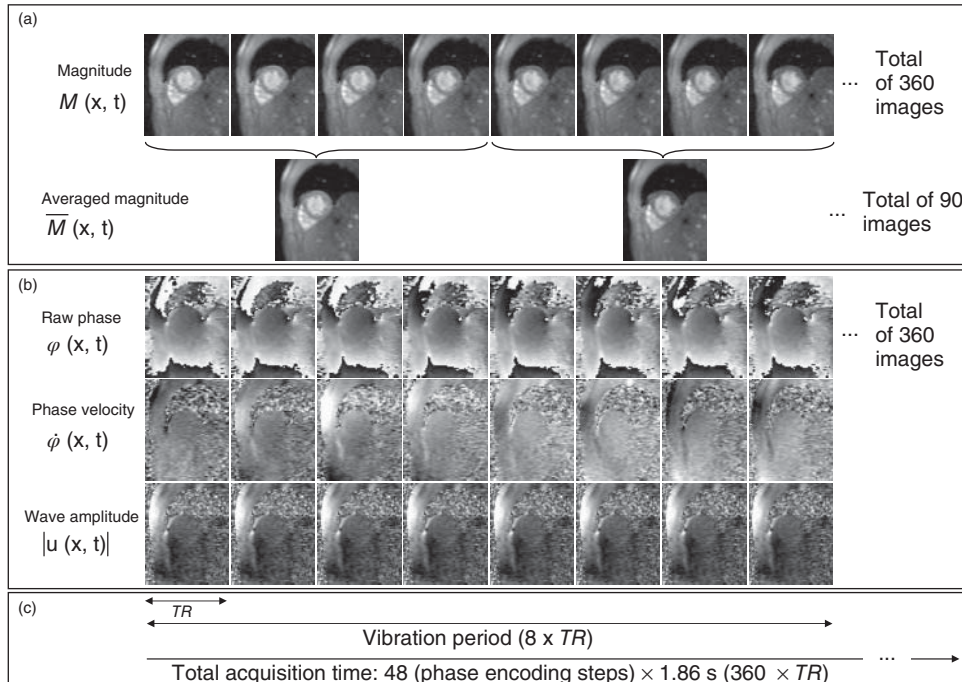 (a)
Magnitude
M (x, t)
... Total of 360 images
Averaged magnitude
M̅ (x, t)
... Total of 90 images
(b)
Raw phase
φ (x, t)
... Total of 360 images
Phase velocity
φ̇ (x, t)
Wave amplitude
|u (x, t)|
(c)
TR
Vibration period (8 x TR)
...
Total acquisition time: 48 (phase encoding steps) × 1.86 s (360 × TR)